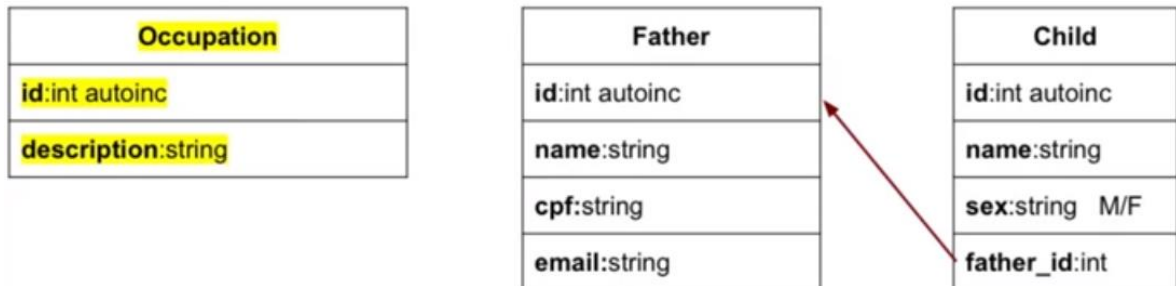 Occupation
id:int autoinc
description:string
Father
id:int autoinc
name:string
cpf:string
email:string
Child
id:int autoinc
name:string
sex:string M/F
father_id:int